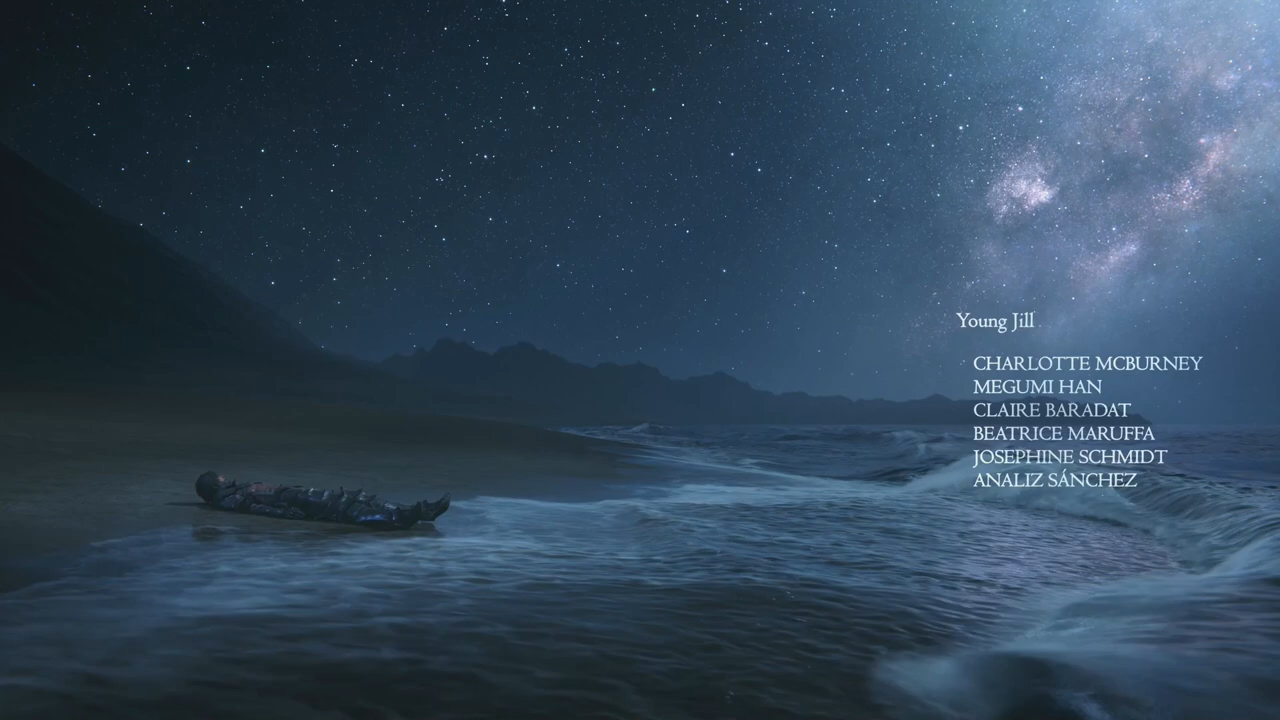 Young Jill
CHARLOTTE MCBURNEY
MEGUMI HAN
CLAIRE BARADAT
BEATRICE MARUFFA
JOSEPHINE SCHMIDT
ANALIZ SÁNCHEZ